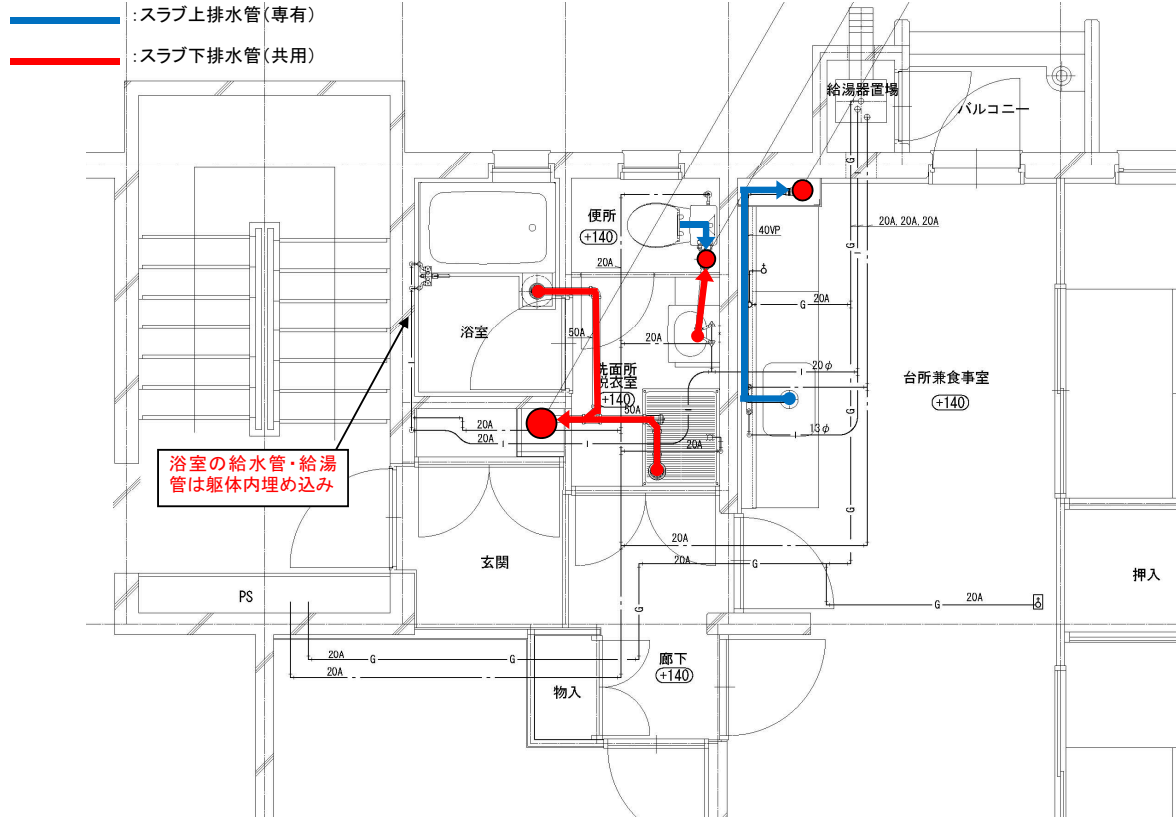 :スラブ上排水管(専有)
:スラブ下排水管(共用)
給湯器置場
バルコニー
G
便所
+140
20A
40VP
20A, 20A, 20A
G
G
20A
浴室
50A
20A
20φ
洗面所
脱衣室
+140
台所兼食事室
+140
G
50A
20A
20A
13φ
20A
浴室の給水管・給湯
管は躯体内埋め込み
G
20A
玄関
20A
G
押入
PS
G
20A
G
20A
G
G
廊下
+140
20A
物入